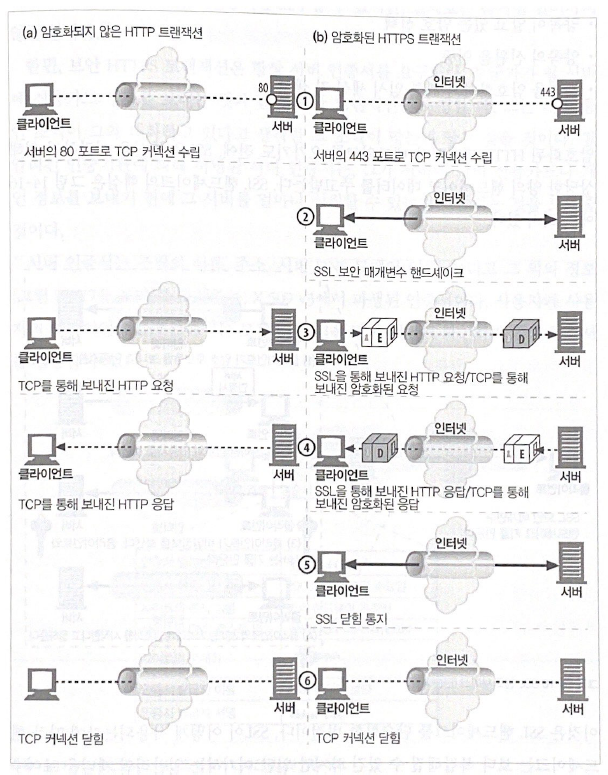 (a) 암호화되지 않은 HTTP 트랜잭션
80
클라이언트
서버
서버의 80 포트로 TCP 커넥션 수립
클라이언트
서버
TCP를 통해 보내진 HTTP 요청
클라이언트
서버
TCP를 통해 보내진 HTTP 응답
TCP 커넥션 닫힘
(b) 암호화된 HTTPS 트랜잭션
인터넷
443
1
클라이언트
서버
서버의 443 포트로 TCP 커넥션 수립
인터넷
2
클라이언트
서버
SSL 보안 매개변수 핸드셰이크
인터넷
3
E
D
클라이언트
서버
SSL을 통해 보내진 HTTP 요청/TCP를 통해
보내진 암호화된 요청
인터넷
4
D
E
클라이언트
서버
SSL을 통해 보내진 HTTP 응답/TCP를 통해
보내진 암호화된 응답
인터넷
5
클라이언트
서버
SSL 닫힘 통지
인터넷
6
클라이언트
서버
TCP 커넥션 닫힘